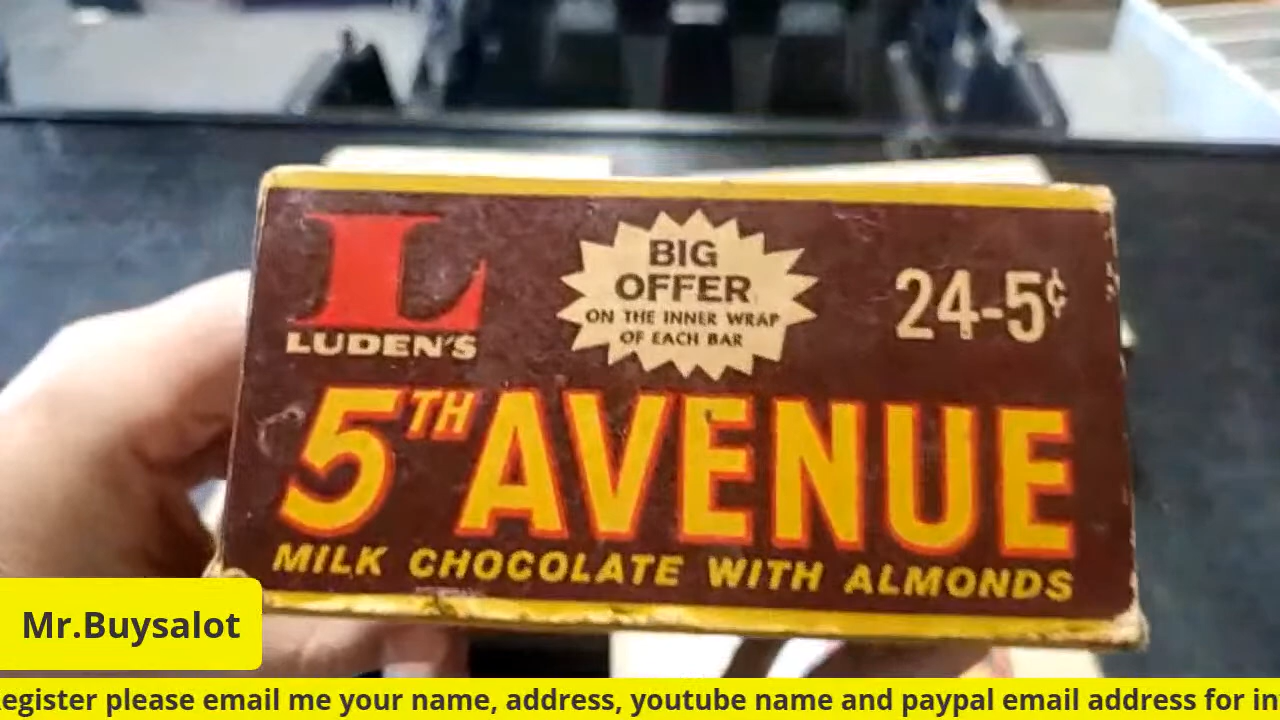 L
LUDEN'S
BIG
OFFER
ON THE INNER WRAP
OF EACH BAR
24-5¢
5TH AVENUE
MILK CHOCOLATE WITH ALMONDS
Mr.Buysalot
egister please email me your name, address, youtube name and paypal email address for in